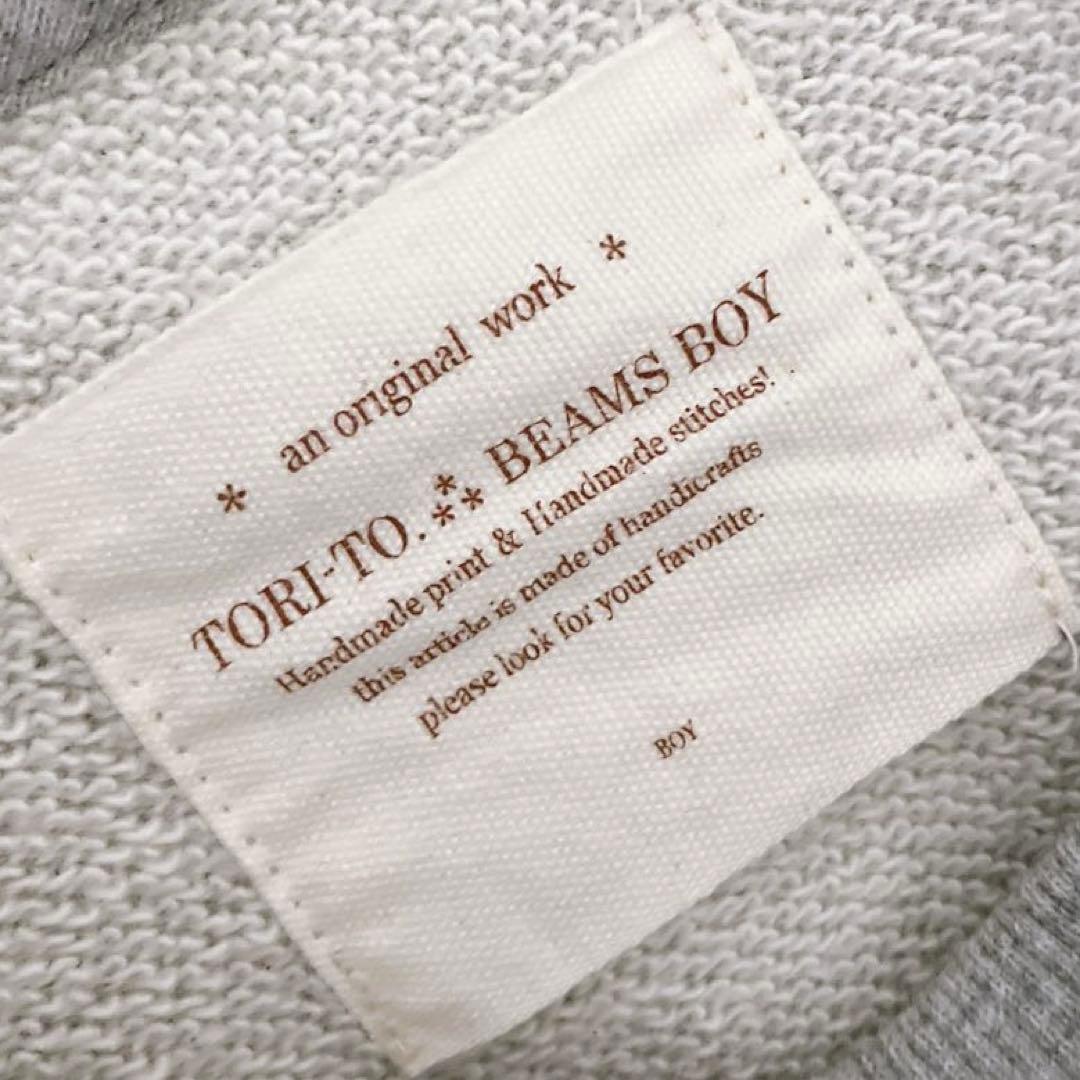 * an original work *
TORI-TO. ⁂ BEAMS BOY
Handmade print & Handmade stitches!
this article is made of handicrafts
please look for your favorite.
BOY